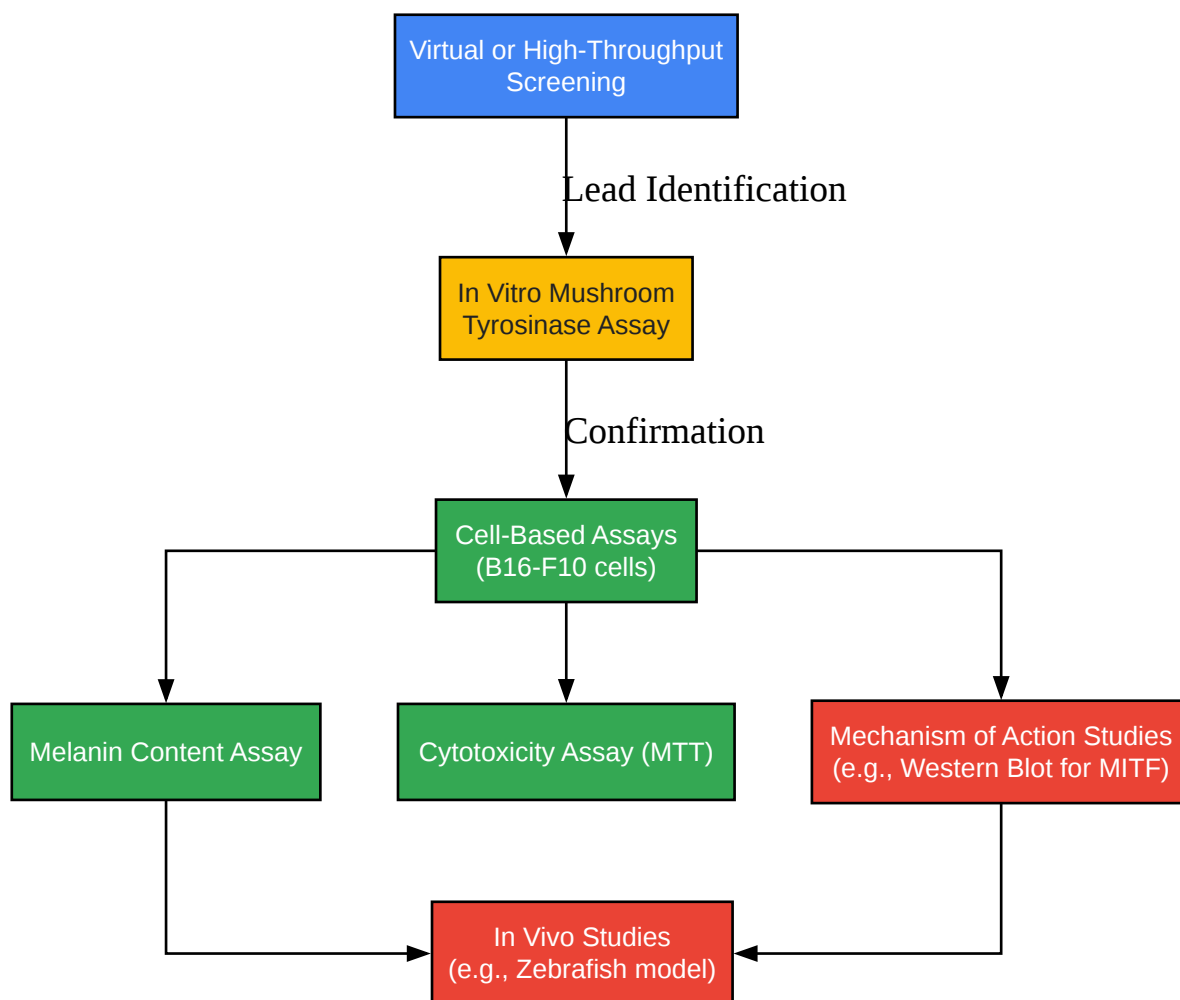 Virtual or High-Throughput
Screening
Lead Identification
In Vitro Mushroom
Tyrosinase Assay
Confirmation
Cell-Based Assays
(B16-F10 cells)
Melanin Content Assay
Cytotoxicity Assay (MTT)
Mechanism of Action Studies
(e.g., Western Blot for MITF)
In Vivo Studies
(e.g., Zebrafish model)